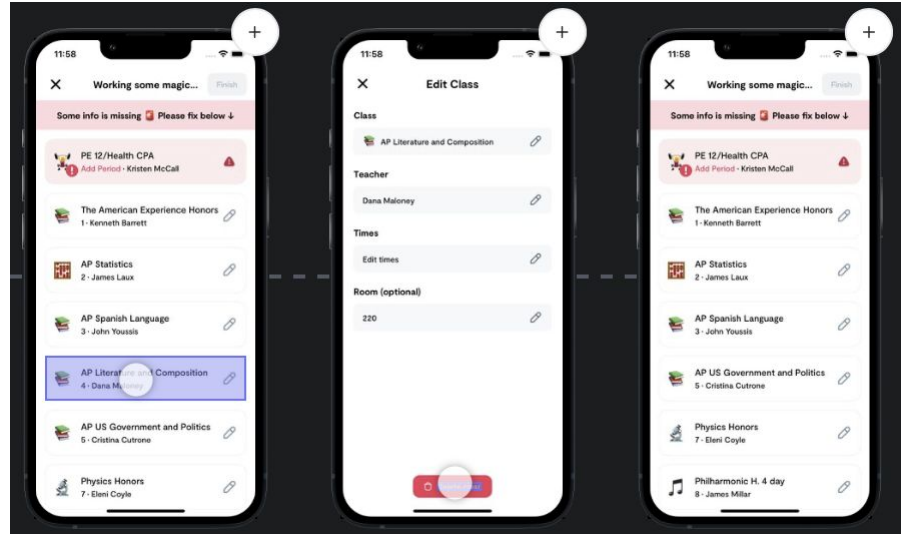 11:58
Working some magic...
Finish
Some info is missing 🚨 Please fix below ↓
PE 12/Health CPA
Add Period · Kristen McCall
The American Experience Honors
1 · Kenneth Barrett
AP Statistics
2 · James Laux
AP Spanish Language
3 · John Youssis
AP Literature and Composition
4 · Dana Maloney
AP US Government and Politics
5 · Cristina Cutrone
Physics Honors
7 · Eleni Coyle
11:58
Edit Class
Class
AP Literature and Composition
Teacher
Dana Maloney
Times
Edit times
Room (optional)
220
11:58
Working some magic...
Finish
Some info is missing 🚨 Please fix below ↓
PE 12/Health CPA
Add Period · Kristen McCall
The American Experience Honors
1 · Kenneth Barrett
AP Statistics
2 · James Laux
AP Spanish Language
3 · John Youssis
AP US Government and Politics
5 · Cristina Cutrone
Physics Honors
7 · Eleni Coyle
Philharmonic H. 4 day
8 · James Millar